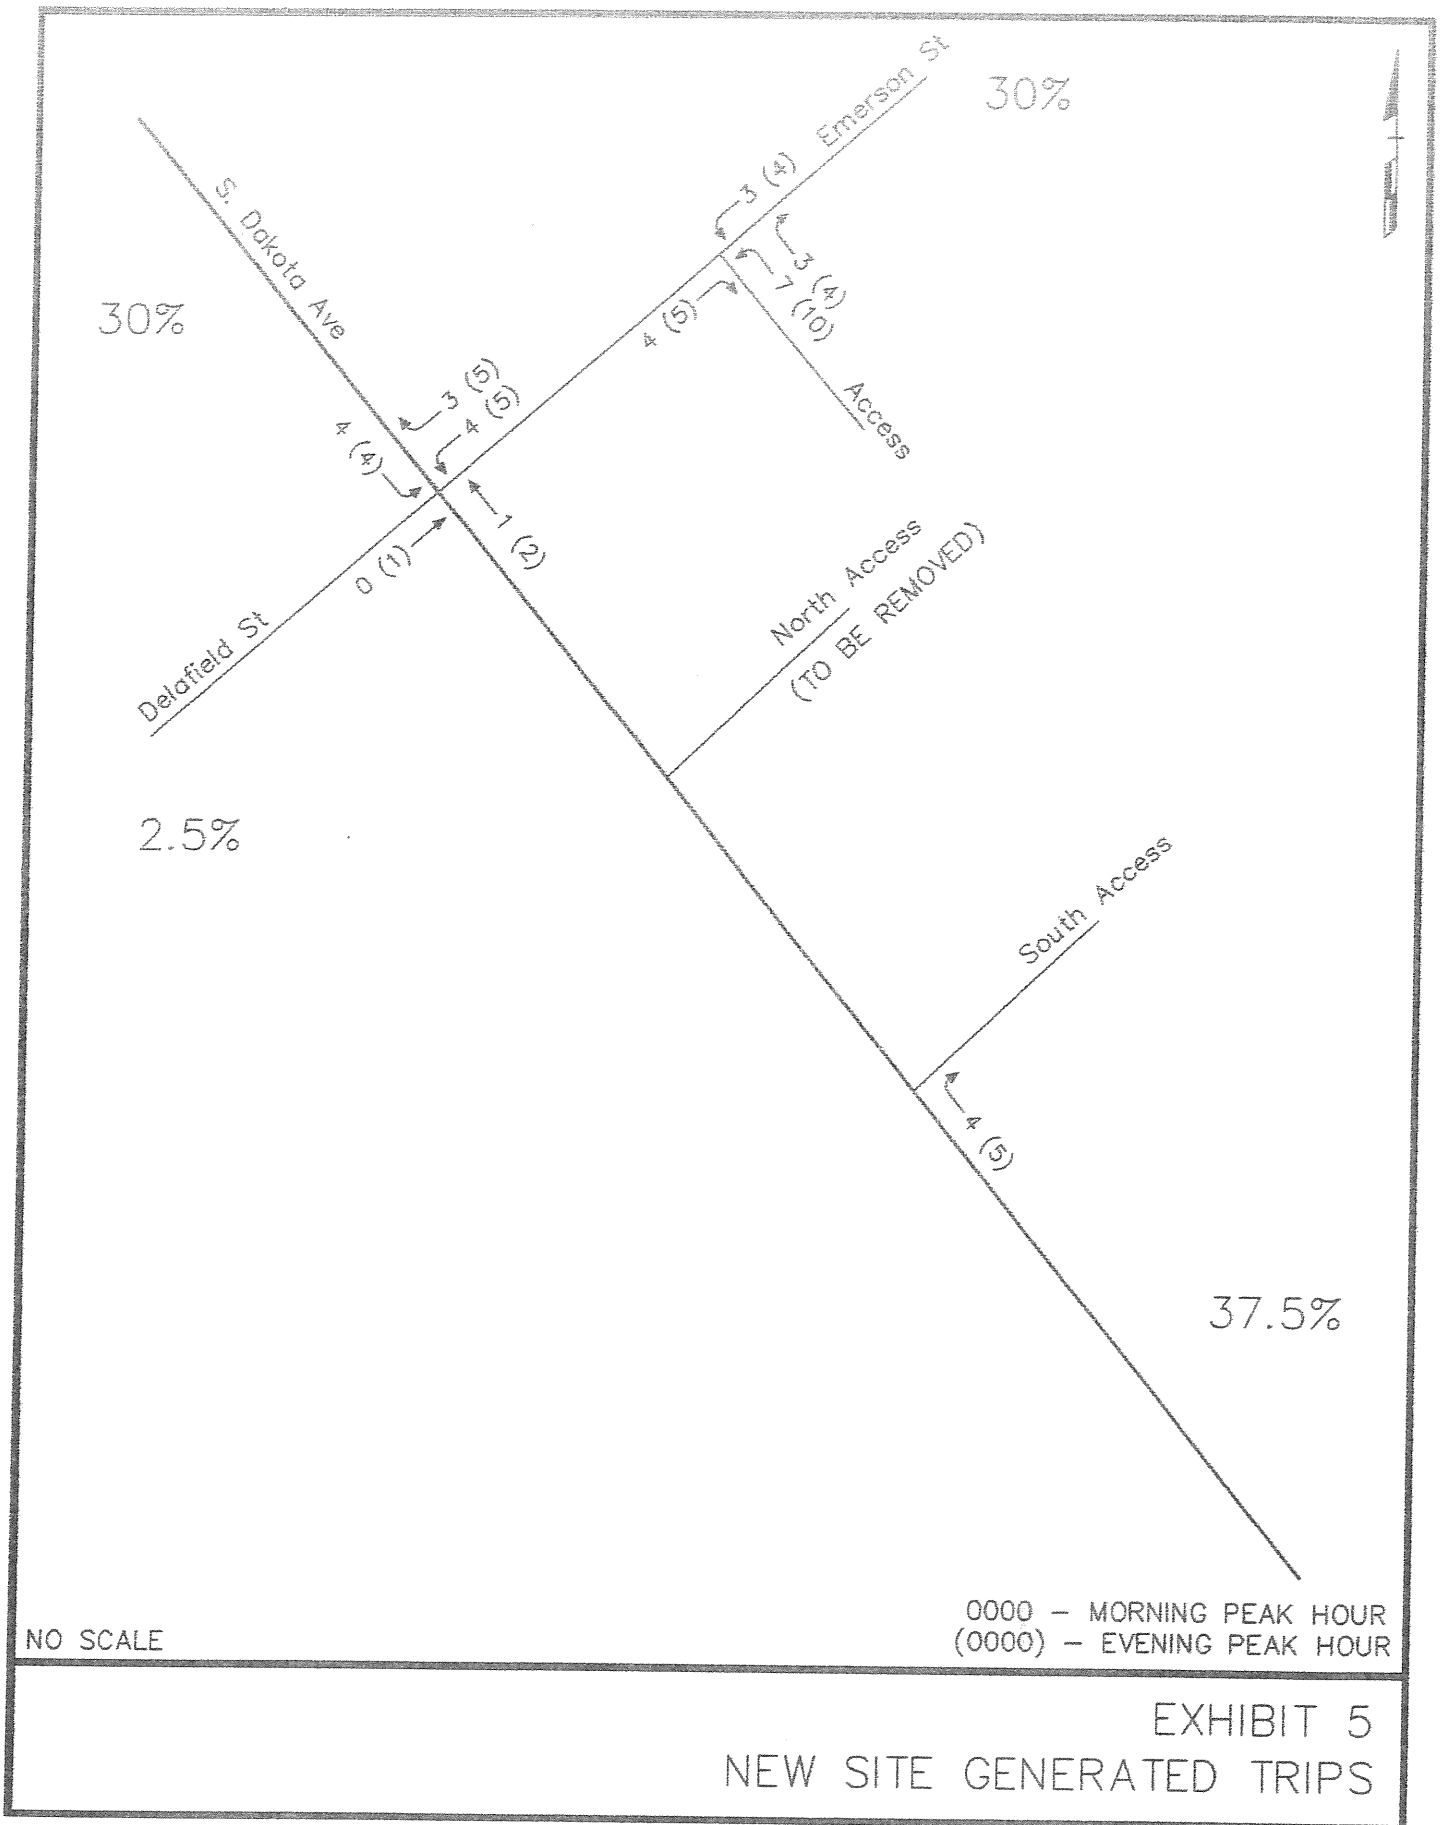 Emerson St
30%
3 (4)
S. Dakota Ave
3 (4)
7 (10)
30%
4 (5)
Access
3 (5)
4 (5)
4 (4)
1 (2)
0 (1)
North Access
(TO BE REMOVED)
Delafield St
2.5%
South Access
4 (5)
37.5%
0000 – MORNING PEAK HOUR
(0000) – EVENING PEAK HOUR
NO SCALE
EXHIBIT 5
NEW SITE GENERATED TRIPS